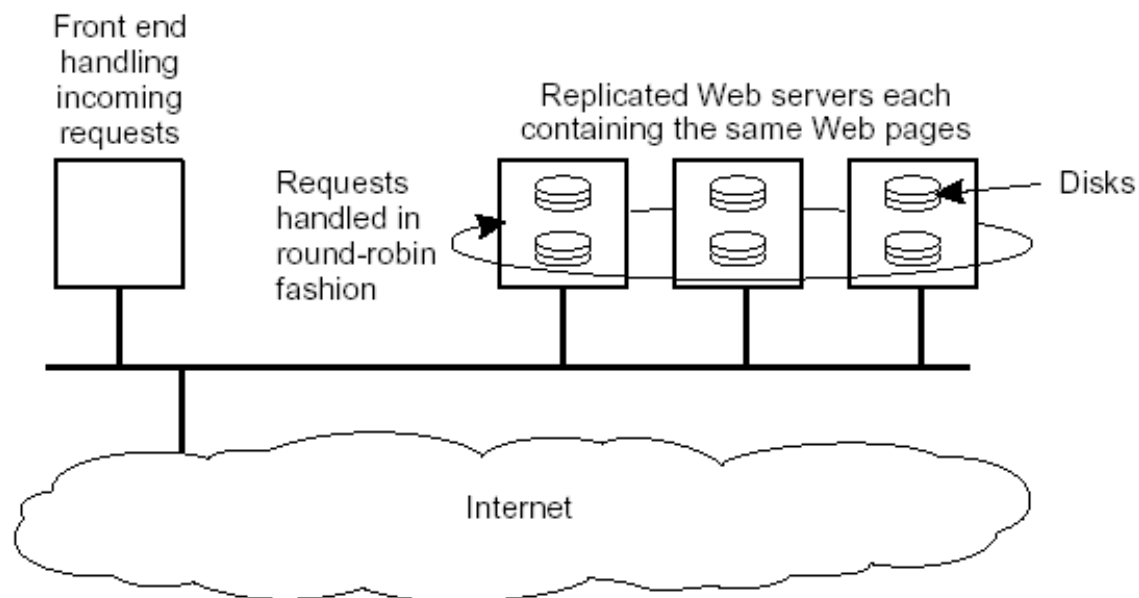 Front end
handling
incoming
requests
Replicated Web servers each
containing the same Web pages
Requests
handled in
round-robin
fashion
Disks
Internet